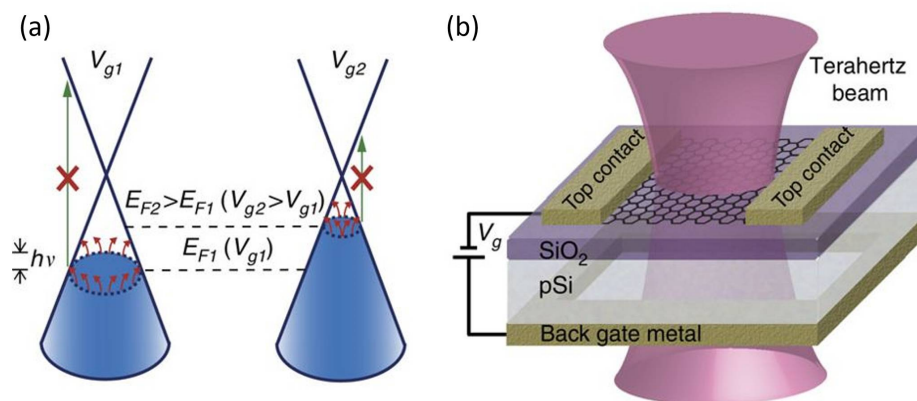 (a)
V_g1
V_g2
E_F2>E_F1 (V_g2>V_g1)
E_F1 (V_g1)
hν
(b)
Terahertz
beam
Top contact
Top contact
V_g
SiO₂
pSi
Back gate metal